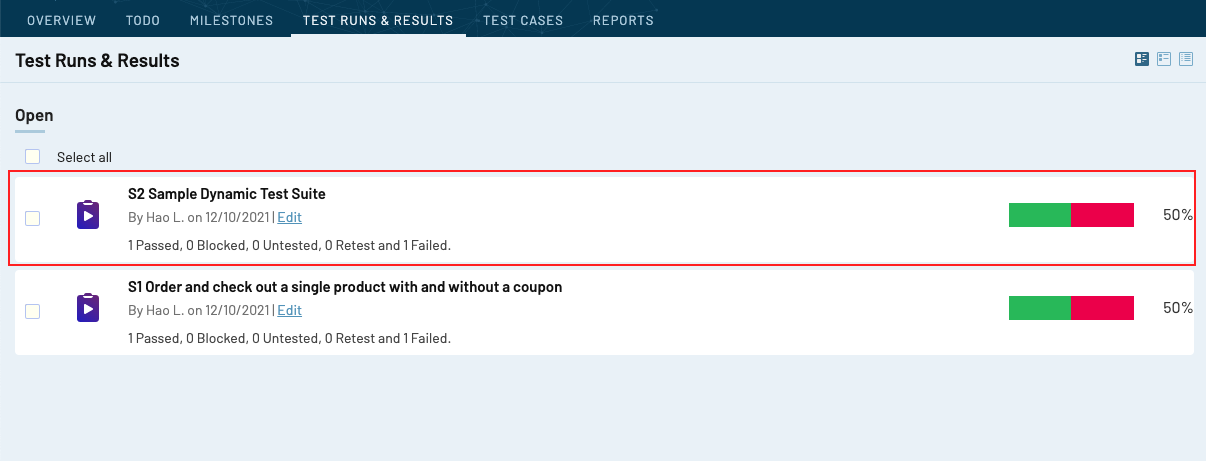 OVERVIEW TODO MILESTONES TEST RUNS & RESULTS TEST CASES REPORTS
Test Runs & Results
Open
Select all
S2 Sample Dynamic Test Suite
By Hao L. on 12/10/2021 | Edit
50%
1 Passed, 0 Blocked, 0 Untested, 0 Retest and 1 Failed.
S1 Order and check out a single product with and without a coupon
By Hao L. on 12/10/2021 | Edit
50%
1 Passed, 0 Blocked, 0 Untested, 0 Retest and 1 Failed.